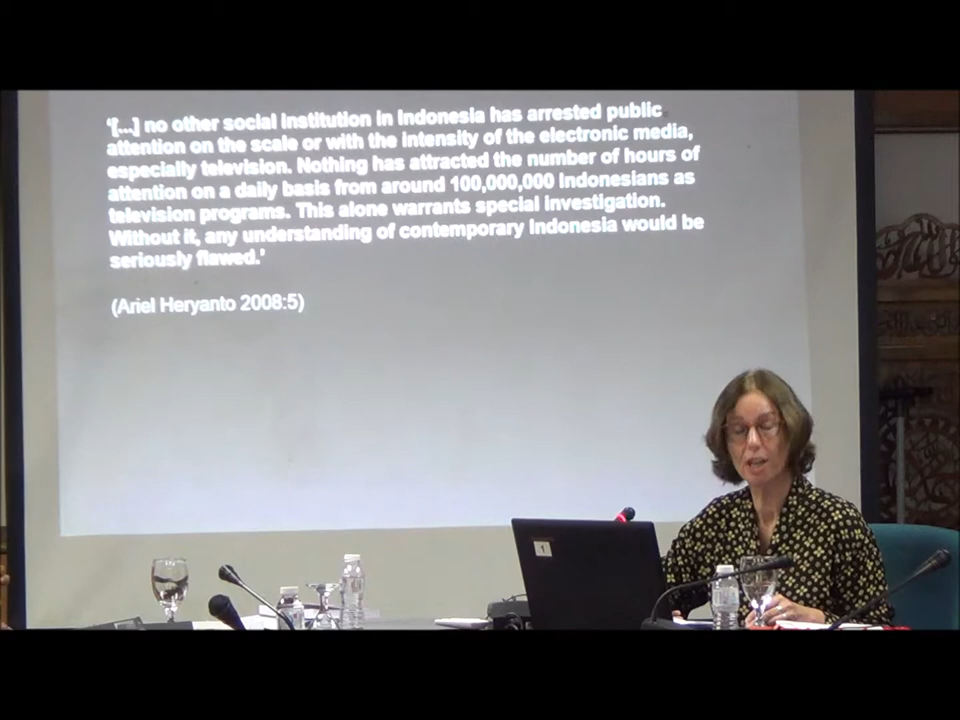 '[...] no other social institution in Indonesia has arrested public
attention on the scale or with the intensity of the electronic media,
especially television. Nothing has attracted the number of hours of
attention on a daily basis from around 100,000,000 Indonesians as
television programs. This alone warrants special investigation.
Without it, any understanding of contemporary Indonesia would be
seriously flawed.'
(Ariel Heryanto 2008:5)
1